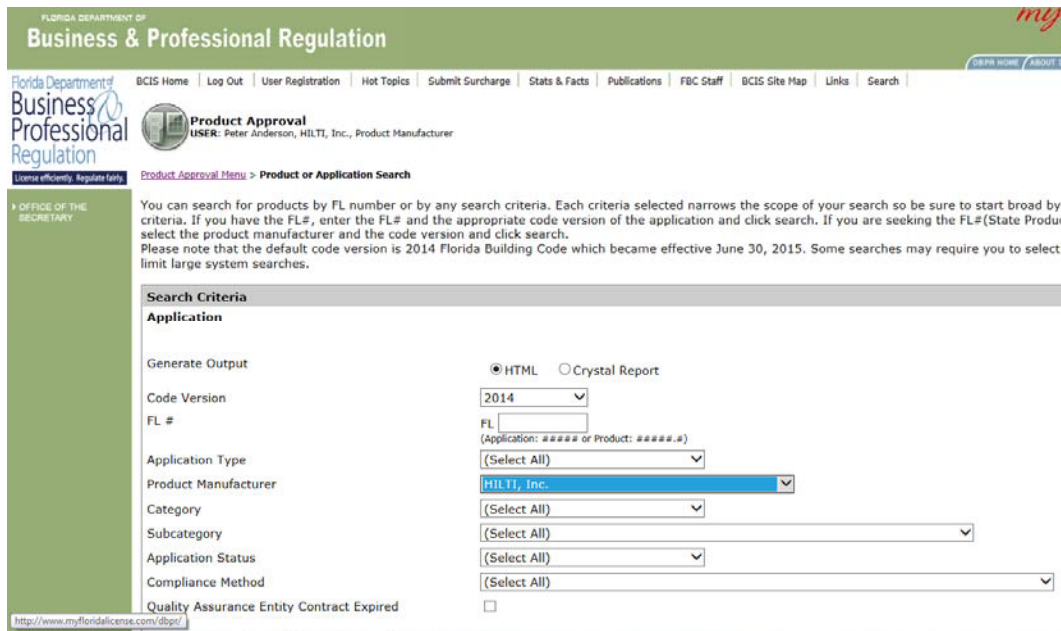 FLORIDA DEPARTMENT OF
Business & Professional Regulation
my
DBPR HOME ABOUT
Florida Department of
Business
Professional
Regulation
License efficiently. Regulate fairly.
BCIS Home Log Out User Registration Hot Topics Submit Surcharge Stats & Facts Publications FBC Staff BCIS Site Map Links Search
Product Approval
USER: Peter Anderson, HILTI, Inc., Product Manufacturer
Product Approval Menu > Product or Application Search
OFFICE OF THE
SECRETARY
You can search for products by FL number or by any search criteria. Each criteria selected narrows the scope of your search so be sure to start broad by
criteria. If you have the FL#, enter the FL# and the appropriate code version of the application and click search. If you are seeking the FL#(State Produ
select the product manufacturer and the code version and click search.
Please note that the default code version is 2014 Florida Building Code which became effective June 30, 2015. Some searches may require you to select
limit large system searches.
Search Criteria
Application
Generate Output HTML Crystal Report
Code Version 2014
FL # FL
(Application: ##### or Product: #####.#)
Application Type (Select All)
Product Manufacturer HILTI, Inc.
Category (Select All)
Subcategory (Select All)
Application Status (Select All)
Compliance Method (Select All)
Quality Assurance Entity Contract Expired
http://www.myfloridalicense.com/dbpr/